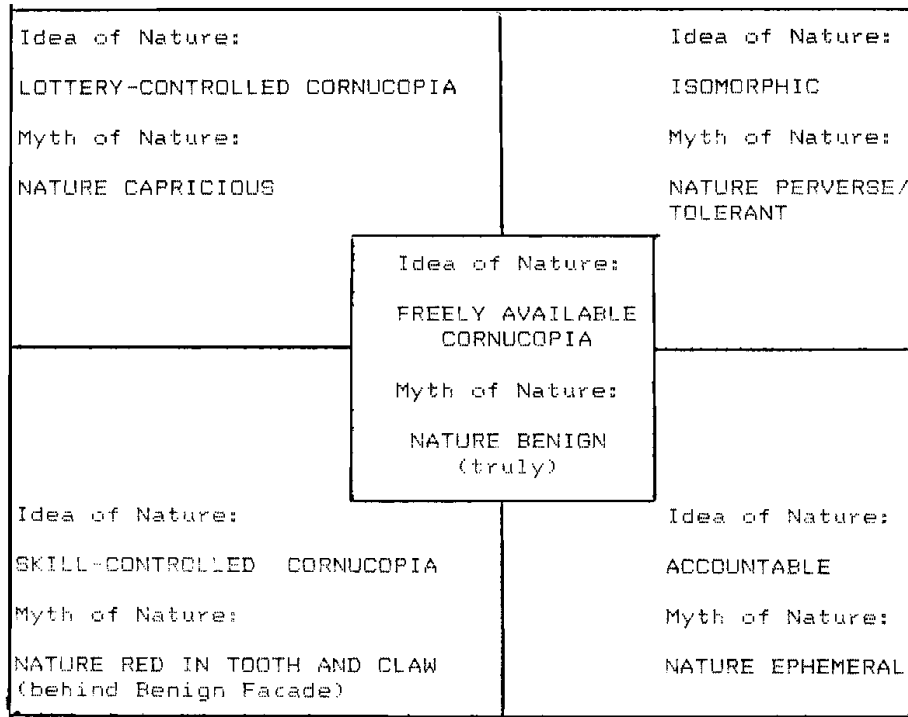 Idea of Nature:
LOTTERY-CONTROLLED CORNUCOPIA
Myth of Nature:
NATURE CAPRICIOUS
Idea of Nature:
ISOMORPHIC
Myth of Nature:
NATURE PERVERSE/
TOLERANT
Idea of Nature:
FREELY AVAILABLE
CORNUCOPIA
Myth of Nature:
NATURE BENIGN
(truly)
Idea of Nature:
SKILL-CONTROLLED CORNUCOPIA
Myth of Nature:
NATURE RED IN TOOTH AND CLAW
(behind Benign Facade)
Idea of Nature:
ACCOUNTABLE
Myth of Nature:
NATURE EPHEMERAL